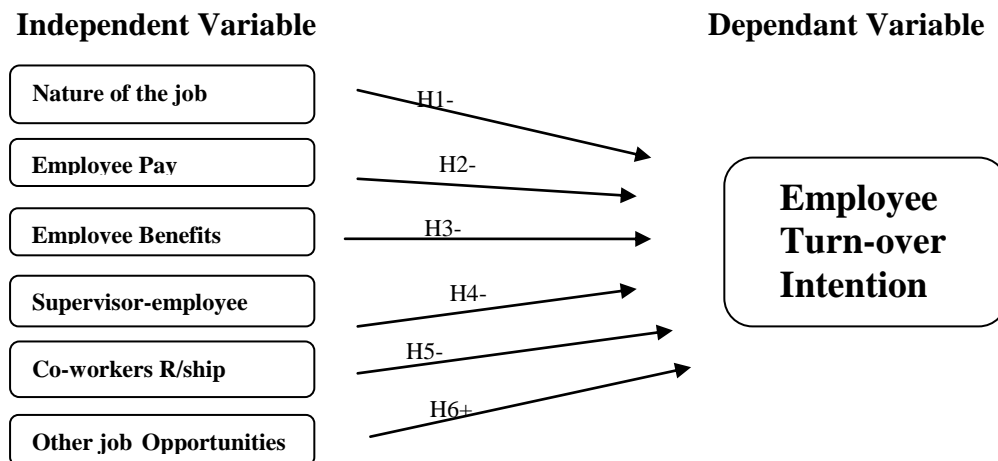 Independent Variable
Dependant Variable
Nature of the job
H1-
Employee Pay
H2-
Employee Benefits
H3-
Supervisor-employee
H4-
Co-workers R/ship
H5-
Other job Opportunities
H6+
Employee
Turn-over
Intention